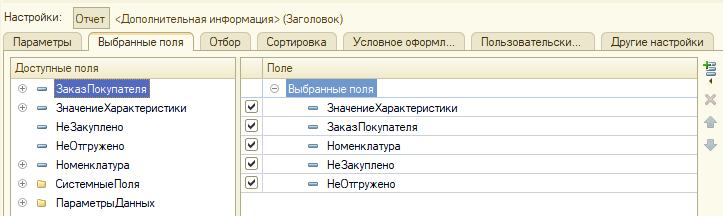 Настройки: Отчет <Дополнительная информация> (Заголовок)
Параметры Выбранные поля Отбор Сортировка Условное оформл... Пользовательски... Другие настройки
Доступные поля
ЗаказПокупателя
ЗначениеХарактеристики
НеЗакуплено
НеОтгружено
Номенклатура
СистемныеПоля
ПараметрыДанных
Поле
Выбранные поля
ЗначениеХарактеристики
ЗаказПокупателя
Номенклатура
НеЗакуплено
НеОтгружено